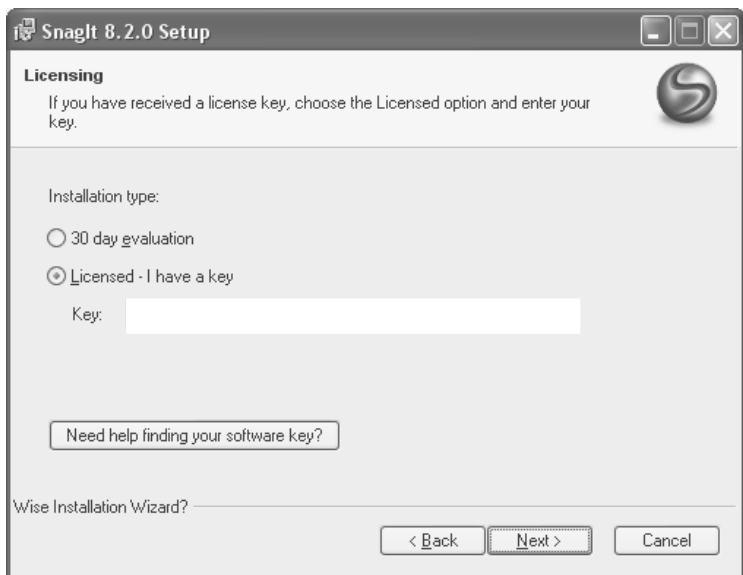 SnagIt 8.2.0 Setup
Licensing
If you have received a license key, choose the Licensed option and enter your
key.
Installation type:
30 day evaluation
Licensed - I have a key
Key:
Need help finding your software key?
Wise Installation Wizard?
< Back Next > Cancel